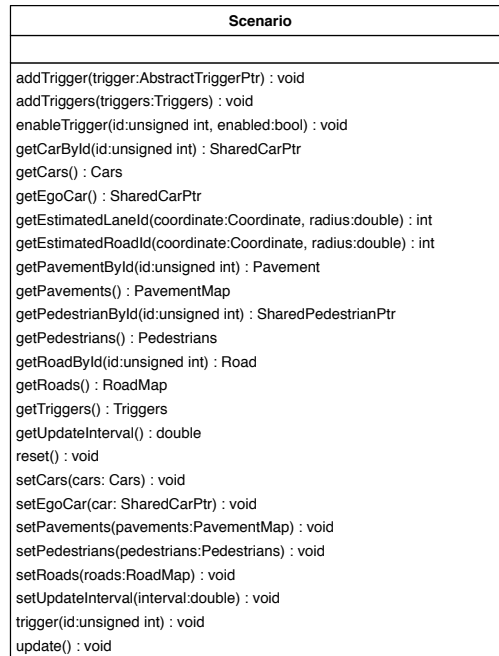 Scenario
addTrigger(trigger:AbstractTriggerPtr) : void
addTriggers(triggers:Triggers) : void
enableTrigger(id:unsigned int, enabled:bool) : void
getCarById(id:unsigned int) : SharedCarPtr
getCars() : Cars
getEgoCar() : SharedCarPtr
getEstimatedLaneId(coordinate:Coordinate, radius:double) : int
getEstimatedRoadId(coordinate:Coordinate, radius:double) : int
getPavementById(id:unsigned int) : Pavement
getPavements() : PavementMap
getPedestrianById(id:unsigned int) : SharedPedestrianPtr
getPedestrians() : Pedestrians
getRoadById(id:unsigned int) : Road
getRoads() : RoadMap
getTriggers() : Triggers
getUpdateInterval() : double
reset() : void
setCars(cars: Cars) : void
setEgoCar(car: SharedCarPtr) : void
setPavements(pavements:PavementMap) : void
setPedestrians(pedestrians:Pedestrians) : void
setRoads(roads:RoadMap) : void
setUpdateInterval(interval:double) : void
trigger(id:unsigned int) : void
update() : void